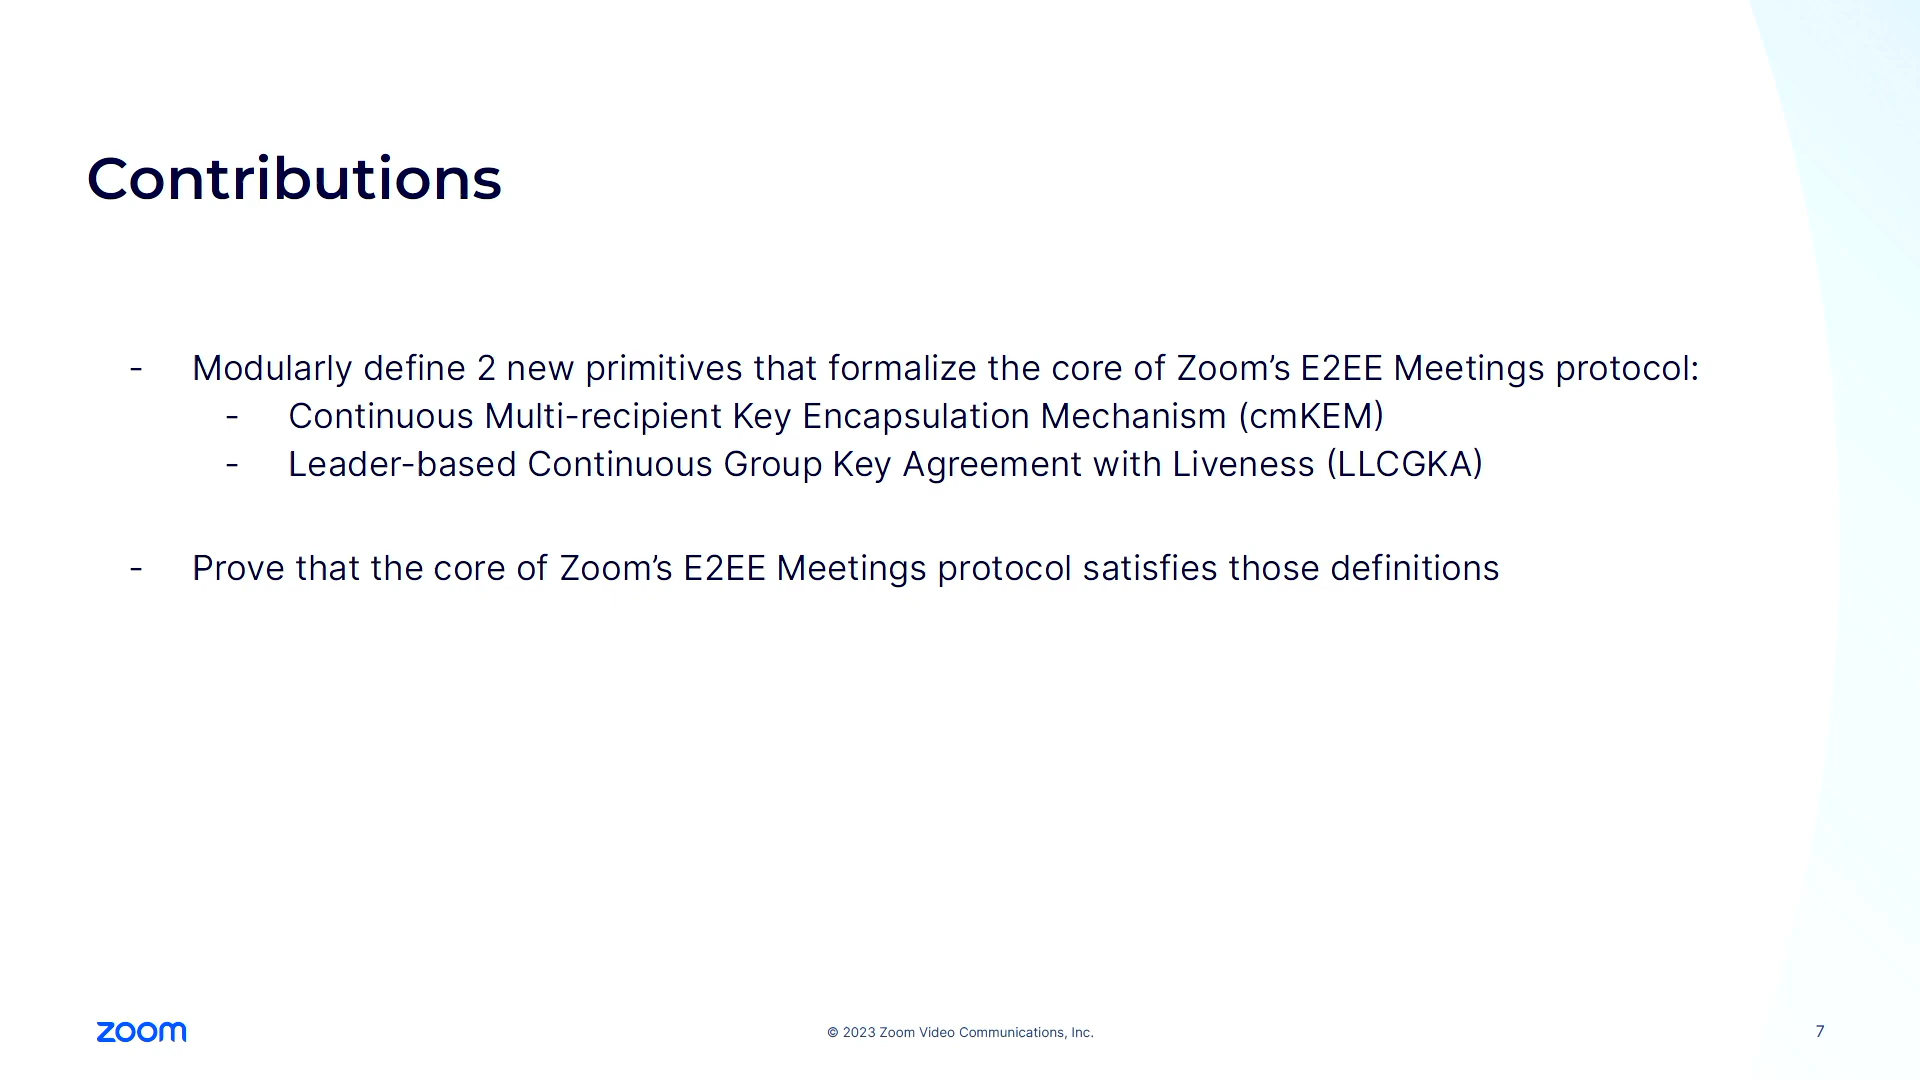 Contributions
- Modularly define 2 new primitives that formalize the core of Zoom’s E2EE Meetings protocol:
- Continuous Multi-recipient Key Encapsulation Mechanism (cmKEM)
- Leader-based Continuous Group Key Agreement with Liveness (LLCGKA)
- Prove that the core of Zoom’s E2EE Meetings protocol satisfies those definitions
zoom
© 2023 Zoom Video Communications, Inc.
7